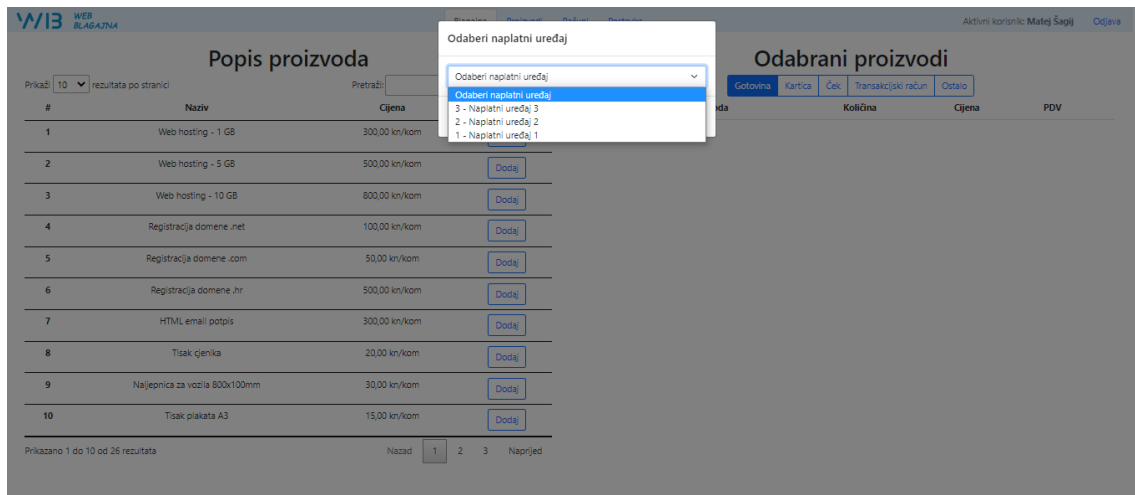 WB WEB
BLAGAJNA
Blagajna Proizvodi Računi Postavke
Aktivni korisnik: Matej Šagij Odjava
Odaberi naplatni uređaj
Odaberi naplatni uređaj
Odaberi naplatni uređaj
3 - Naplatni uređaj 3
2 - Naplatni uređaj 2
1 - Naplatni uređaj 1
Popis proizvoda
Prikaži 10 rezultata po stranici Pretraži:
# Naziv Cijena
1 Web hosting - 1 GB 300,00 kn/kom
2 Web hosting - 5 GB 500,00 kn/kom Dodaj
3 Web hosting - 10 GB 800,00 kn/kom Dodaj
4 Registracija domene .net 100,00 kn/kom Dodaj
5 Registracija domene .com 50,00 kn/kom Dodaj
6 Registracija domene .hr 500,00 kn/kom Dodaj
7 HTML email potpis 300,00 kn/kom Dodaj
8 Tisak cjenika 20,00 kn/kom Dodaj
9 Naljepnica za vozila 800x100mm 30,00 kn/kom Dodaj
10 Tisak plakata A3 15,00 kn/kom Dodaj
Prikazano 1 do 10 od 26 rezultata Nazad 1 2 3 Naprijed
Odabrani proizvodi
Gotovina Kartica Ček Transakcijski račun Ostalo
Količina Cijena PDV